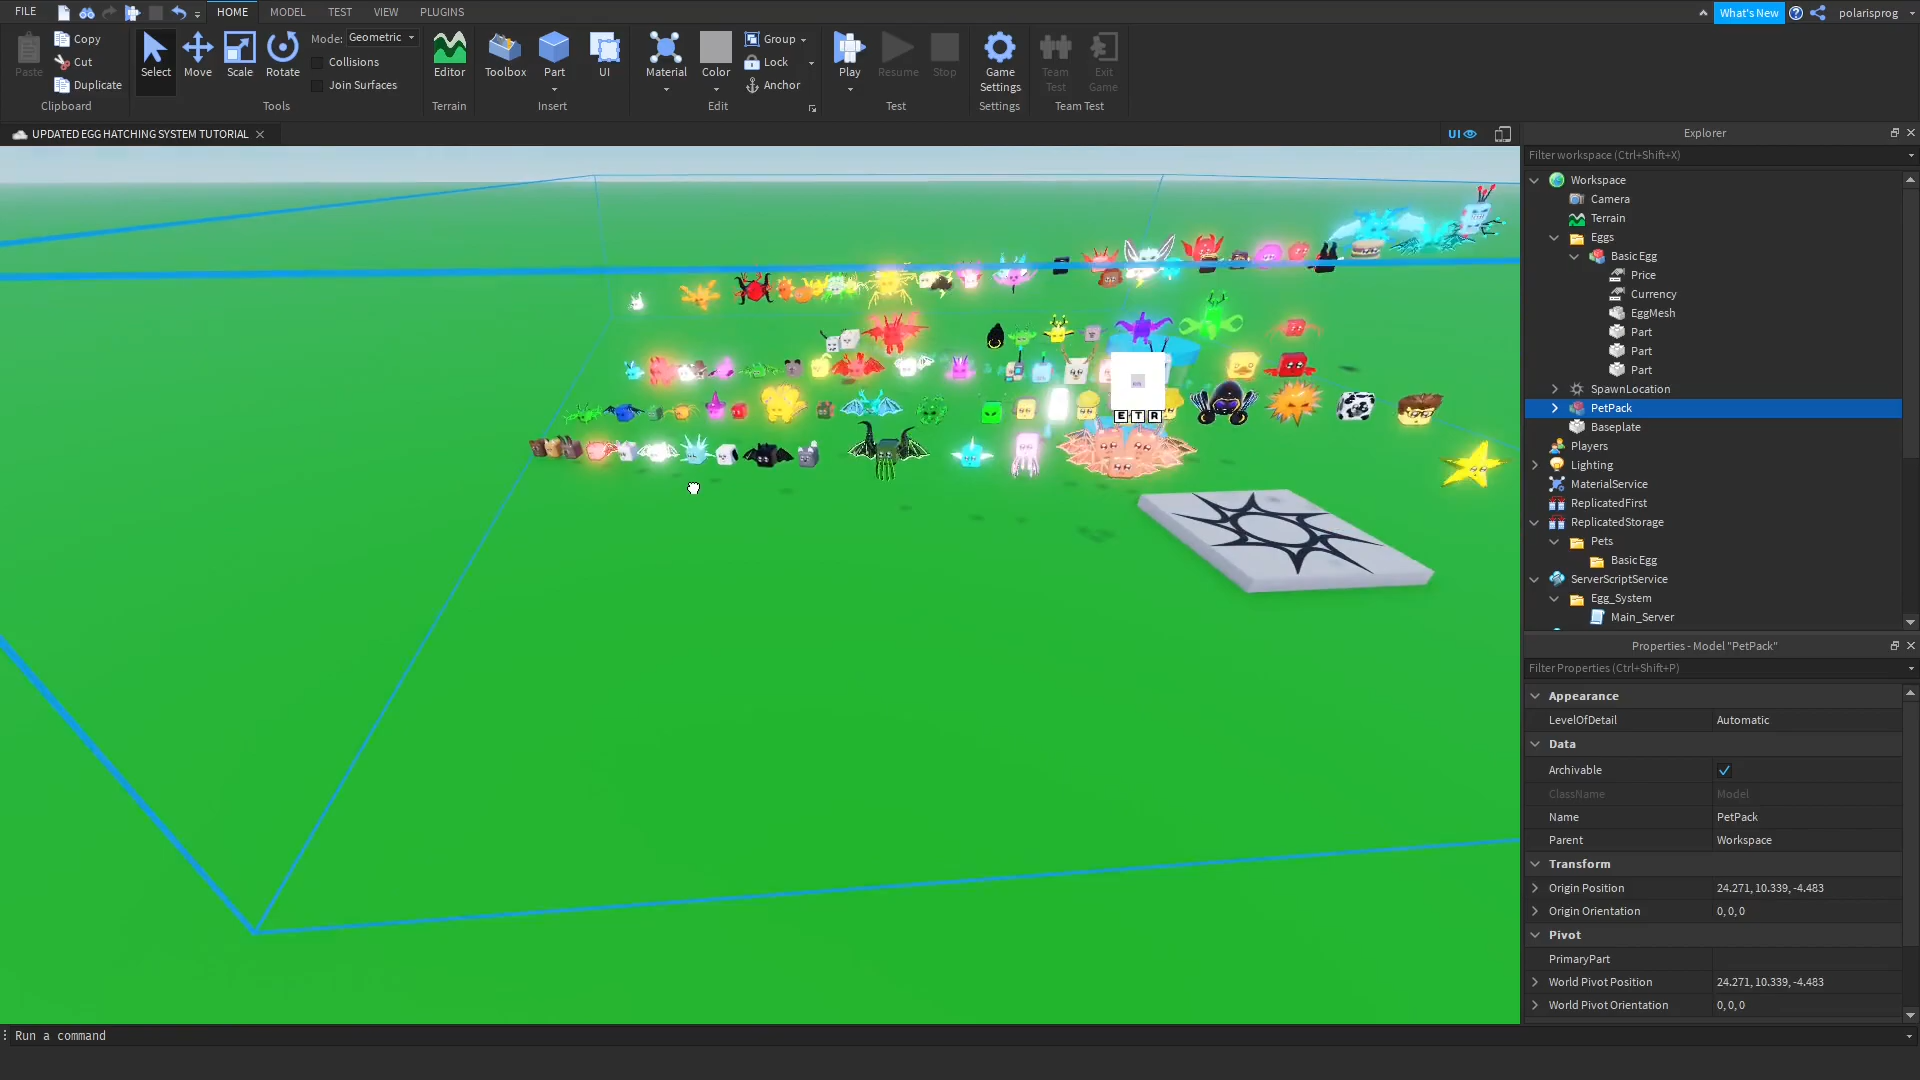 FILE
HOME
MODEL
TEST
VIEW
PLUGINS
What's New
polarisprog
Paste
Copy
Cut
Duplicate
Clipboard
Select
Move
Scale
Rotate
Mode: Geometric
Collisions
Join Surfaces
Tools
Editor
Terrain
Toolbox
Part
UI
Insert
Material
Color
Group
Lock
Anchor
Edit
Play
Resume
Stop
Test
Game
Settings
Settings
Team
Test
Exit
Game
Team Test
UPDATED EGG HATCHING SYSTEM TUTORIAL
UI
E T R
Explorer
Filter workspace (Ctrl+Shift+X)
Workspace
Camera
Terrain
Eggs
Basic Egg
Price
Currency
EggMesh
Part
Part
Part
SpawnLocation
PetPack
Baseplate
Players
Lighting
MaterialService
ReplicatedFirst
ReplicatedStorage
Pets
Basic Egg
ServerScriptService
Egg_System
Main_Server
Properties - Model "PetPack"
Filter Properties (Ctrl+Shift+P)
Appearance
LevelOfDetail Automatic
Data
Archivable
ClassName Model
Name PetPack
Parent Workspace
Transform
Origin Position 24.271, 10.339, -4.483
Origin Orientation 0, 0, 0
Pivot
PrimaryPart
World Pivot Position 24.271, 10.339, -4.483
World Pivot Orientation 0, 0, 0
Run a command